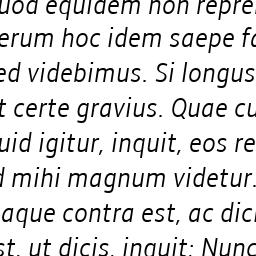 uod equidem non repre
erum hoc idem saepe fa
ed videbimus. Si longus
t certe gravius. Quae cu
uid igitur, inquit, eos re
d mihi magnum videtur.
aque contra est, ac dici
st, ut dicis, inquit; Nunc